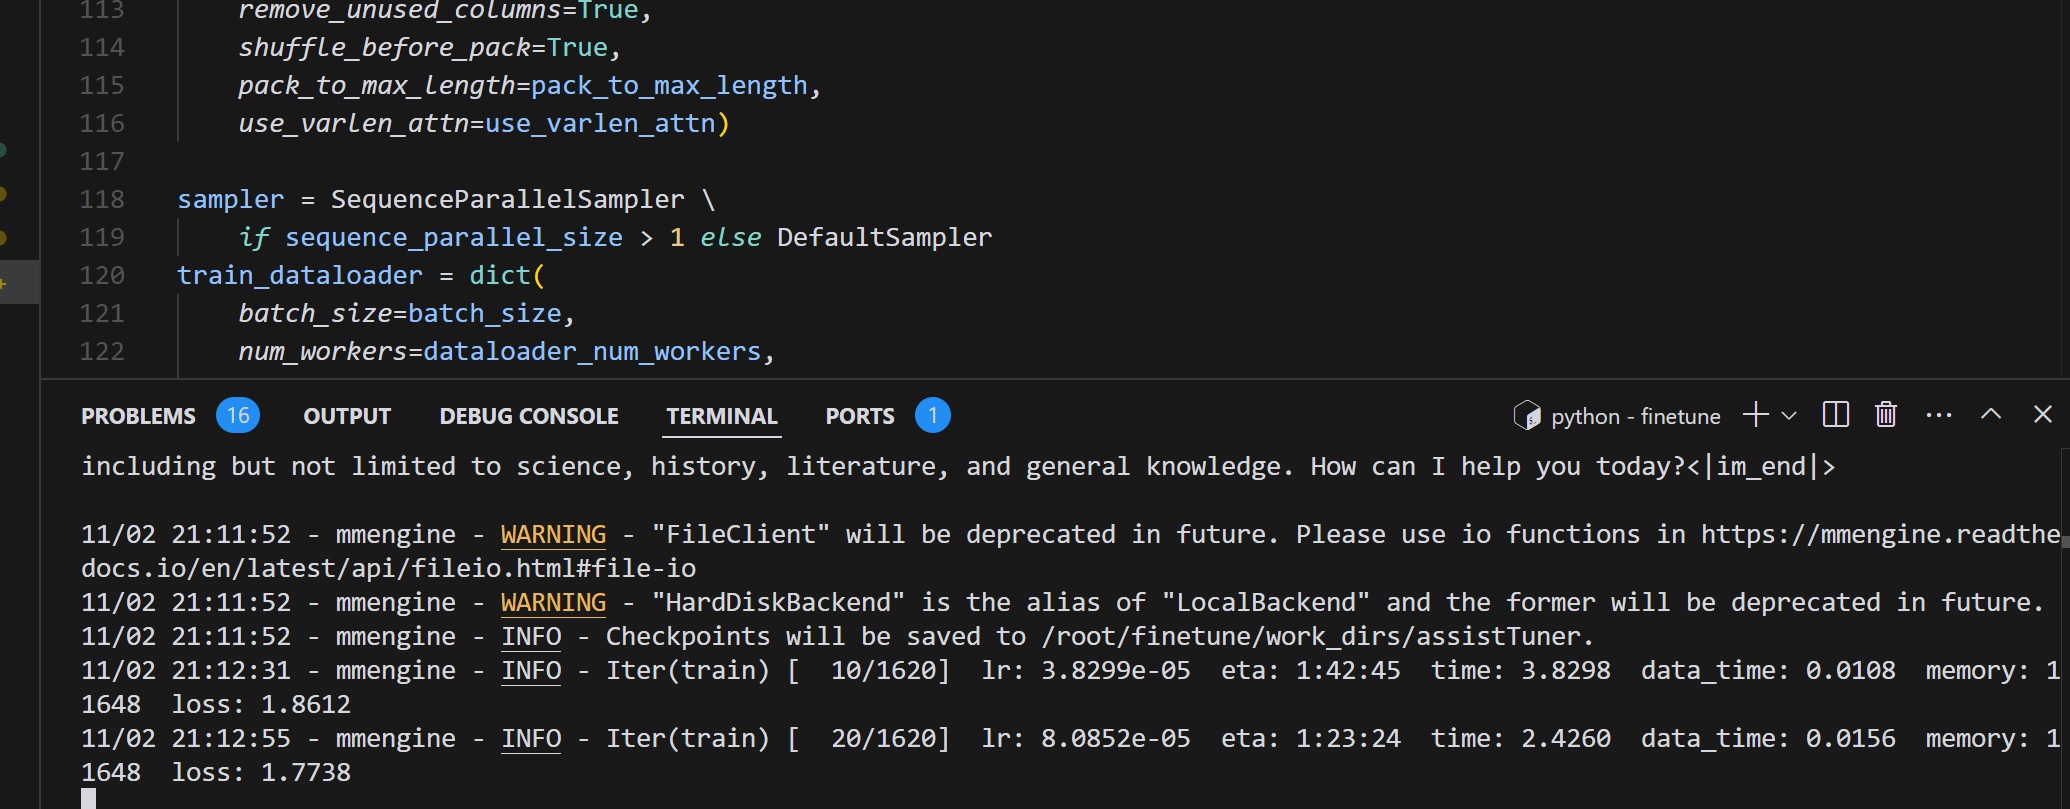 113 remove_unused_columns=True,
114 shuffle_before_pack=True,
115 pack_to_max_length=pack_to_max_length,
116 use_varlen_attn=use_varlen_attn)
117
118 sampler = SequenceParallelSampler \
119 if sequence_parallel_size > 1 else DefaultSampler
120 train_dataloader = dict(
121 batch_size=batch_size,
122 num_workers=dataloader_num_workers,
PROBLEMS 16 OUTPUT DEBUG CONSOLE TERMINAL PORTS 1 python - finetune
including but not limited to science, history, literature, and general knowledge. How can I help you today?<|im_end|>
11/02 21:11:52 - mmengine - WARNING - "FileClient" will be deprecated in future. Please use io functions in https://mmengine.readthe
docs.io/en/latest/api/fileio.html#file-io
11/02 21:11:52 - mmengine - WARNING - "HardDiskBackend" is the alias of "LocalBackend" and the former will be deprecated in future.
11/02 21:11:52 - mmengine - INFO - Checkpoints will be saved to /root/finetune/work_dirs/assistTuner.
11/02 21:12:31 - mmengine - INFO - Iter(train) [  10/1620]  lr: 3.8299e-05  eta: 1:42:45  time: 3.8298  data_time: 0.0108  memory: 1
1648  loss: 1.8612
11/02 21:12:55 - mmengine - INFO - Iter(train) [  20/1620]  lr: 8.0852e-05  eta: 1:23:24  time: 2.4260  data_time: 0.0156  memory: 1
1648  loss: 1.7738